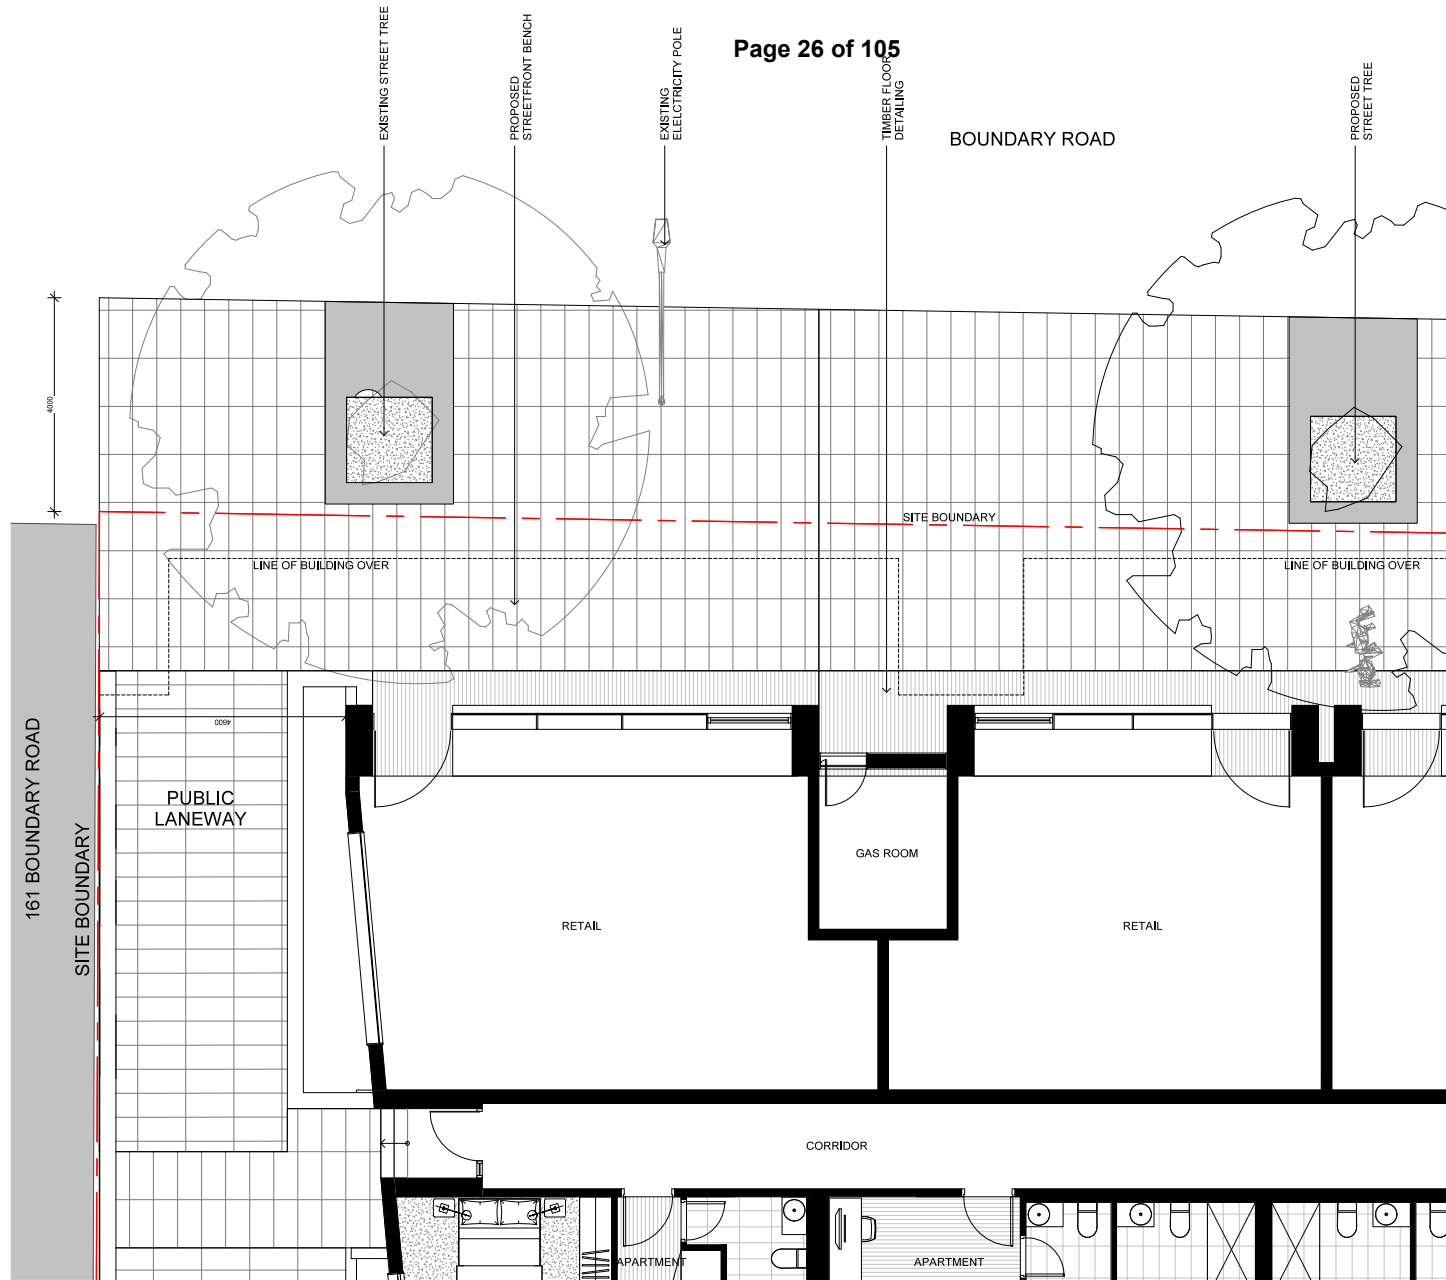 Page 26 of 105
EXISTING STREET TREE
PROPOSED
STREETFRONT BENCH
EXISTING
ELELCTRICITY POLE
TIMBER FLOOR
DETAILING
BOUNDARY ROAD
PROPOSED
STREET TREE
4000
SITE BOUNDARY
LINE OF BUILDING OVER
LINE OF BUILDING OVER
4600
161 BOUNDARY ROAD
SITE BOUNDARY
PUBLIC
LANEWAY
GAS ROOM
RETAIL
RETAIL
CORRIDOR
APARTMENT
APARTMENT